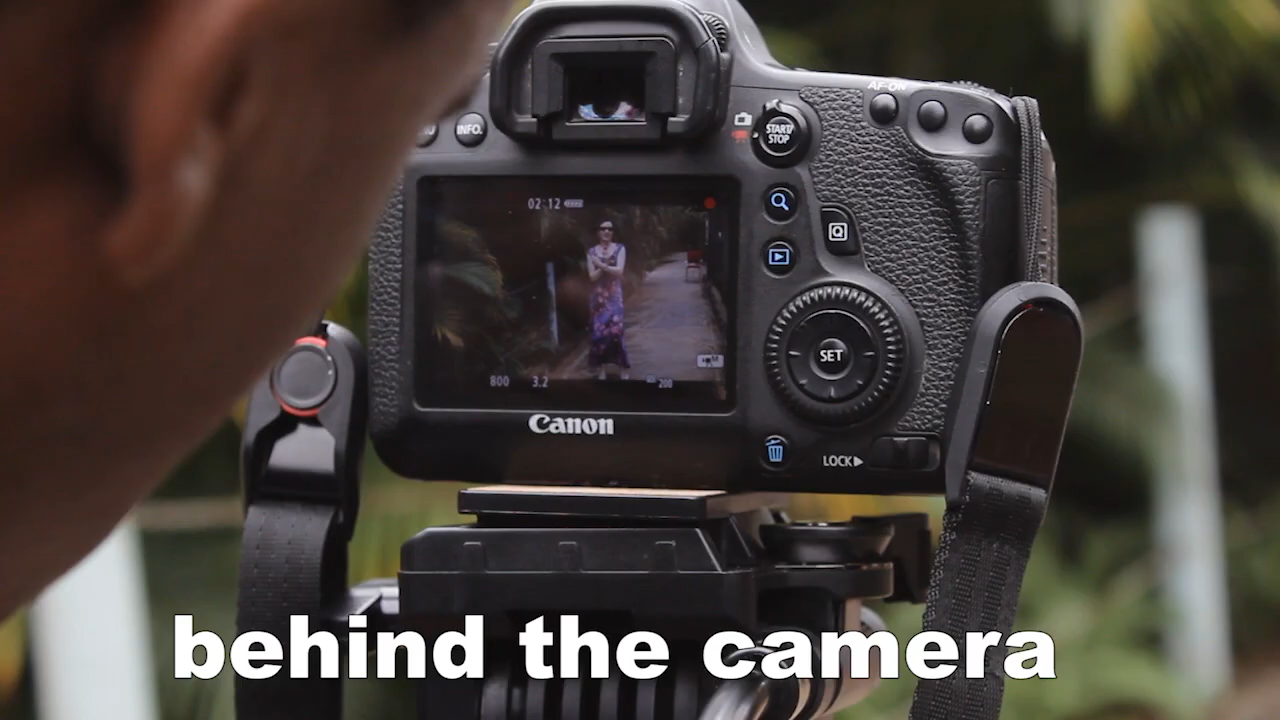 AF-ON
INFO.
START/
STOP
02:12
Q
SET
800 3.2 200
Canon
LOCK
behind the camera